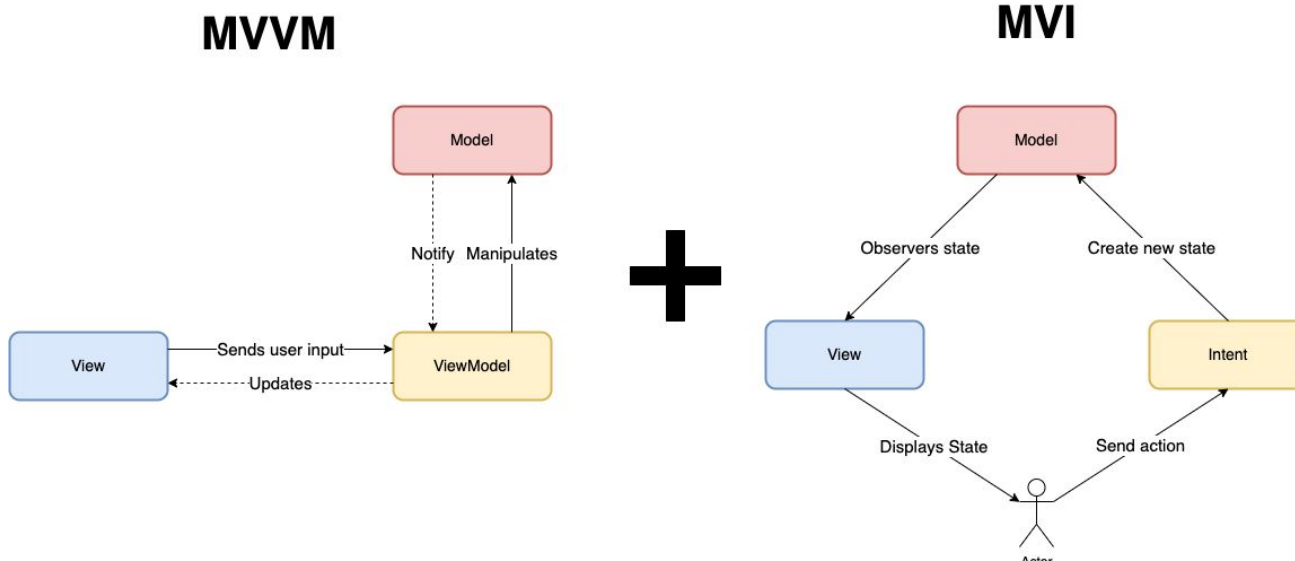 MVVM
Model
Notify
Manipulates
View
Sends user input
Updates
ViewModel
MVI
Model
Observers state
Create new state
View
Intent
Displays State
Send action
Actor